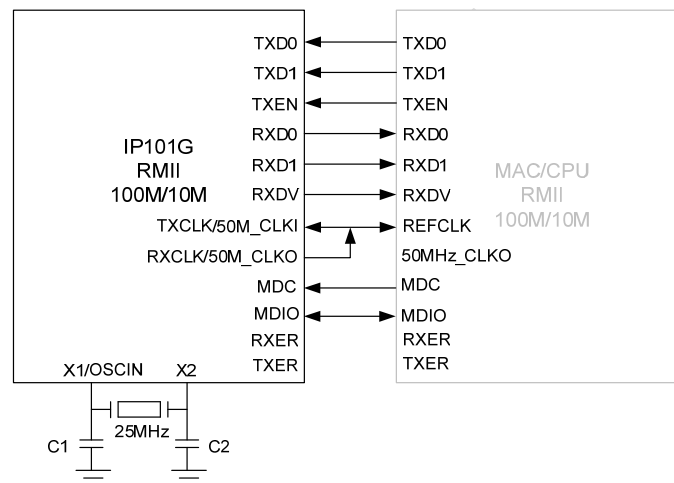 TXD0
TXD1
TXEN
RXD0
RXD1
RXDV
TXCLK/50M_CLKI
RXCLK/50M_CLKO
MDC
MDIO
RXER
TXER
IP101G
RMII
100M/10M
X1/OSCIN
X2
25MHz
C1
C2
TXD0
TXD1
TXEN
RXD0
RXD1
RXDV
REFCLK
50MHz_CLKO
MDC
MDIO
RXER
TXER
MAC/CPU
RMII
100M/10M